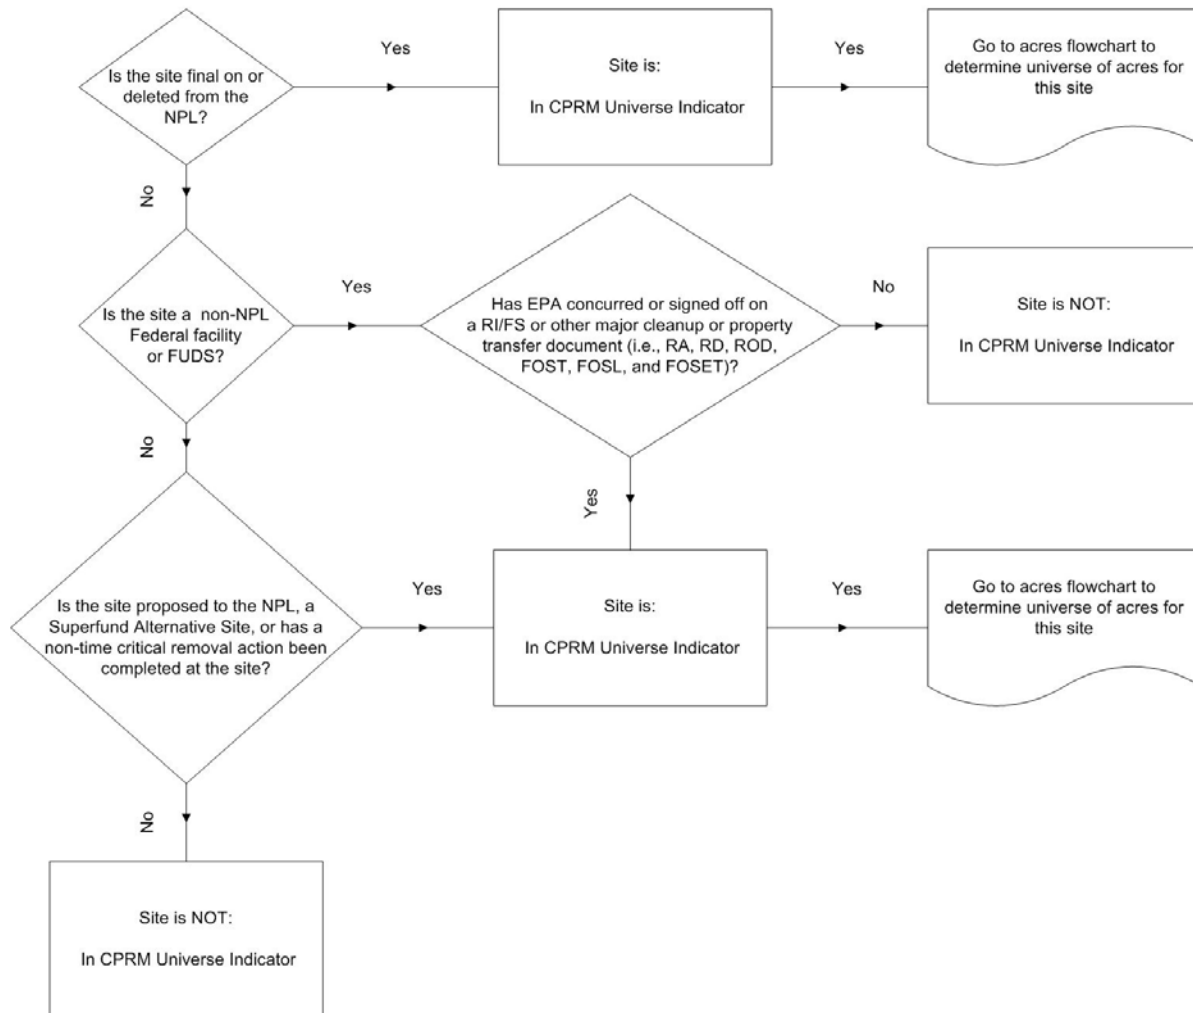 Is the site final on or
deleted from the
NPL?
Yes
Site is:
In CPRM Universe Indicator
Yes
Go to acres flowchart to
determine universe of acres for
this site
No
Is the site a non-NPL
Federal facility
or FUDS?
Yes
Has EPA concurred or signed off on
a RI/FS or other major cleanup or property
transfer document (i.e., RA, RD, ROD,
FOST, FOSL, and FOSET)?
No
Site is NOT:
In CPRM Universe Indicator
No
Yes
Is the site proposed to the NPL, a
Superfund Alternative Site, or has a
non-time critical removal action been
completed at the site?
Yes
Site is:
In CPRM Universe Indicator
Yes
Go to acres flowchart to
determine universe of acres for
this site
No
Site is NOT:
In CPRM Universe Indicator